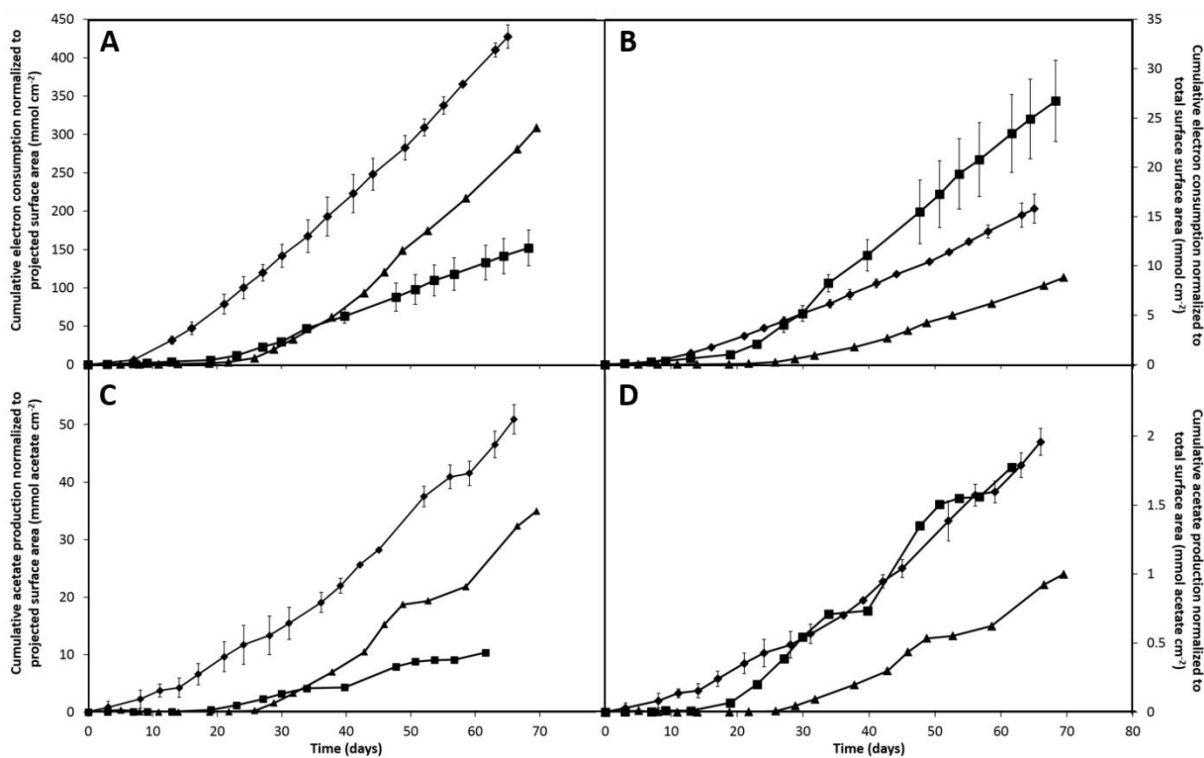 A
B
C
D
Cumulative electron consumption normalized to
projected surface area (mmol cm⁻²)
450
400
350
300
250
200
150
100
50
0
Cumulative electron consumption normalized to
total surface surface area (mmol cm⁻²)
35
30
25
20
15
10
5
0
Cumulative acetate production normalized to
projected surface area (mmol acetate cm⁻²)
50
40
30
20
10
0
Cumulative acetate production normalized to
total surface area (mmol acetate cm⁻²)
2
1.5
1
0.5
0
0 10 20 30 40 50 60 70
Time (days)
0 10 20 30 40 50 60 70 80
Time (days)